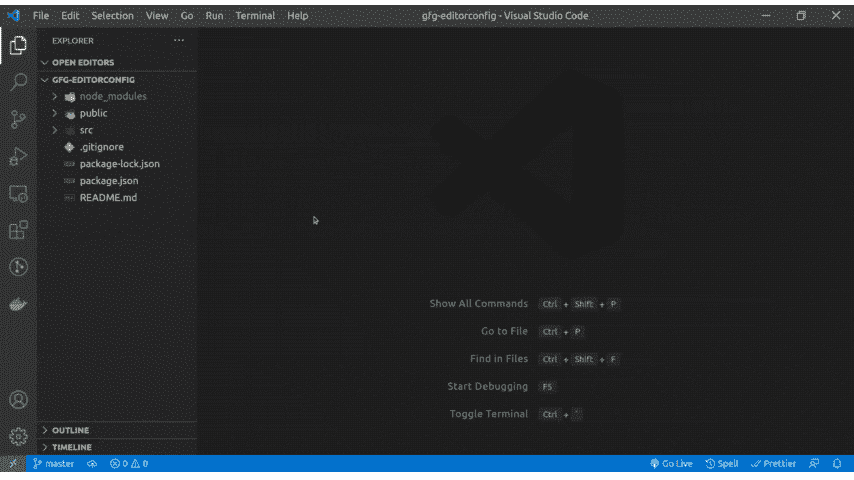 File Edit Selection View Go Run Terminal Help gfg-editorconfig - Visual Studio Code
EXPLORER ...
OPEN EDITORS
GFG-EDITORCONFIG
node_modules
public
src
.gitignore
package-lock.json
package.json
README.md
Show All Commands Ctrl + Shift + P
Go to File Ctrl + P
Find in Files Ctrl + Shift + F
Start Debugging F5
Toggle Terminal Ctrl + `
OUTLINE
TIMELINE
master 0 0 Go Live Spell Prettier